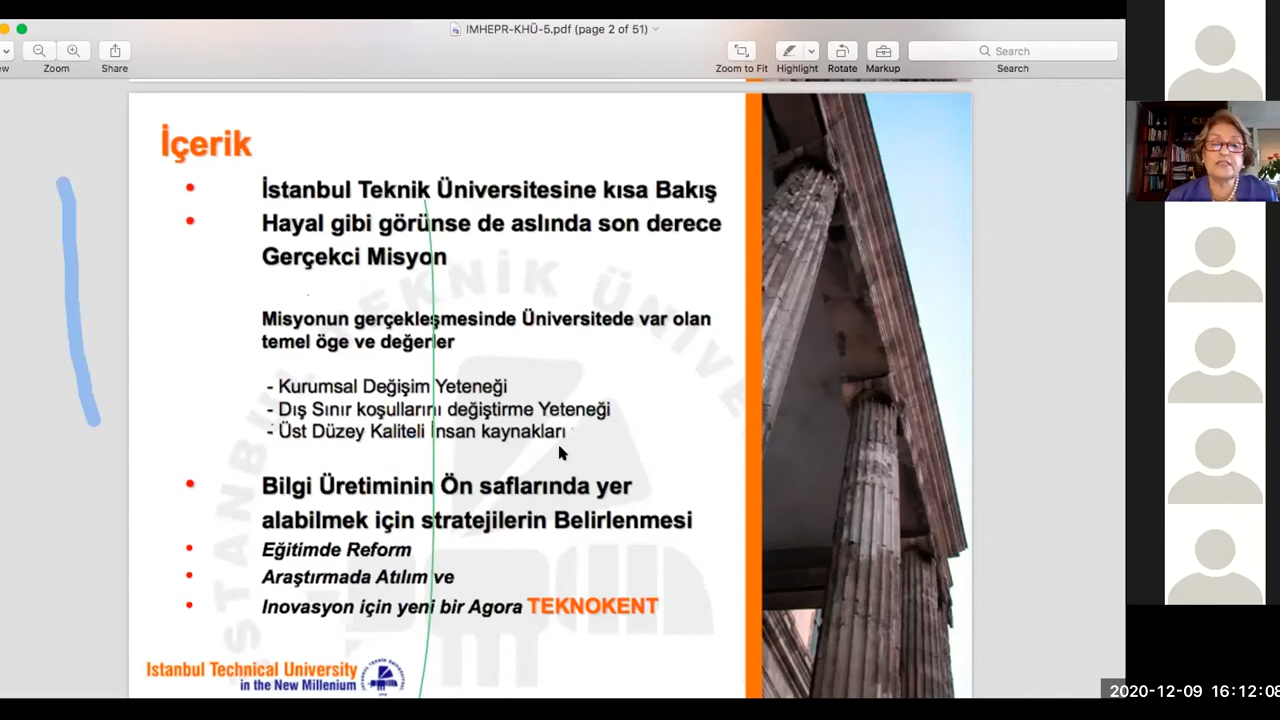 IMHEPR-KHÜ-5.pdf (page 2 of 51)
Zoom
Share
Zoom to Fit
Highlight
Rotate
Markup
Search
Search
İçerik
• İstanbul Teknik Üniversitesine kısa Bakış
• Hayal gibi görünse de aslında son derece
Gerçekci Misyon
Misyonun gerçekleşmesinde Üniversitede var olan
temel öge ve değerler
- Kurumsal Değişim Yeteneği
- Dış Sınır koşullarını değiştirme Yeteneği
- Üst Düzey Kaliteli İnsan kaynakları
• Bilgi Üretiminin Ön saflarında yer
alabilmek için stratejilerin Belirlenmesi
• Eğitimde Reform
• Araştırmada Atılım ve
• Inovasyon için yeni bir Agora TEKNOKENT
Istanbul Technical University
in the New Millenium
2020-12-09 16:12:08